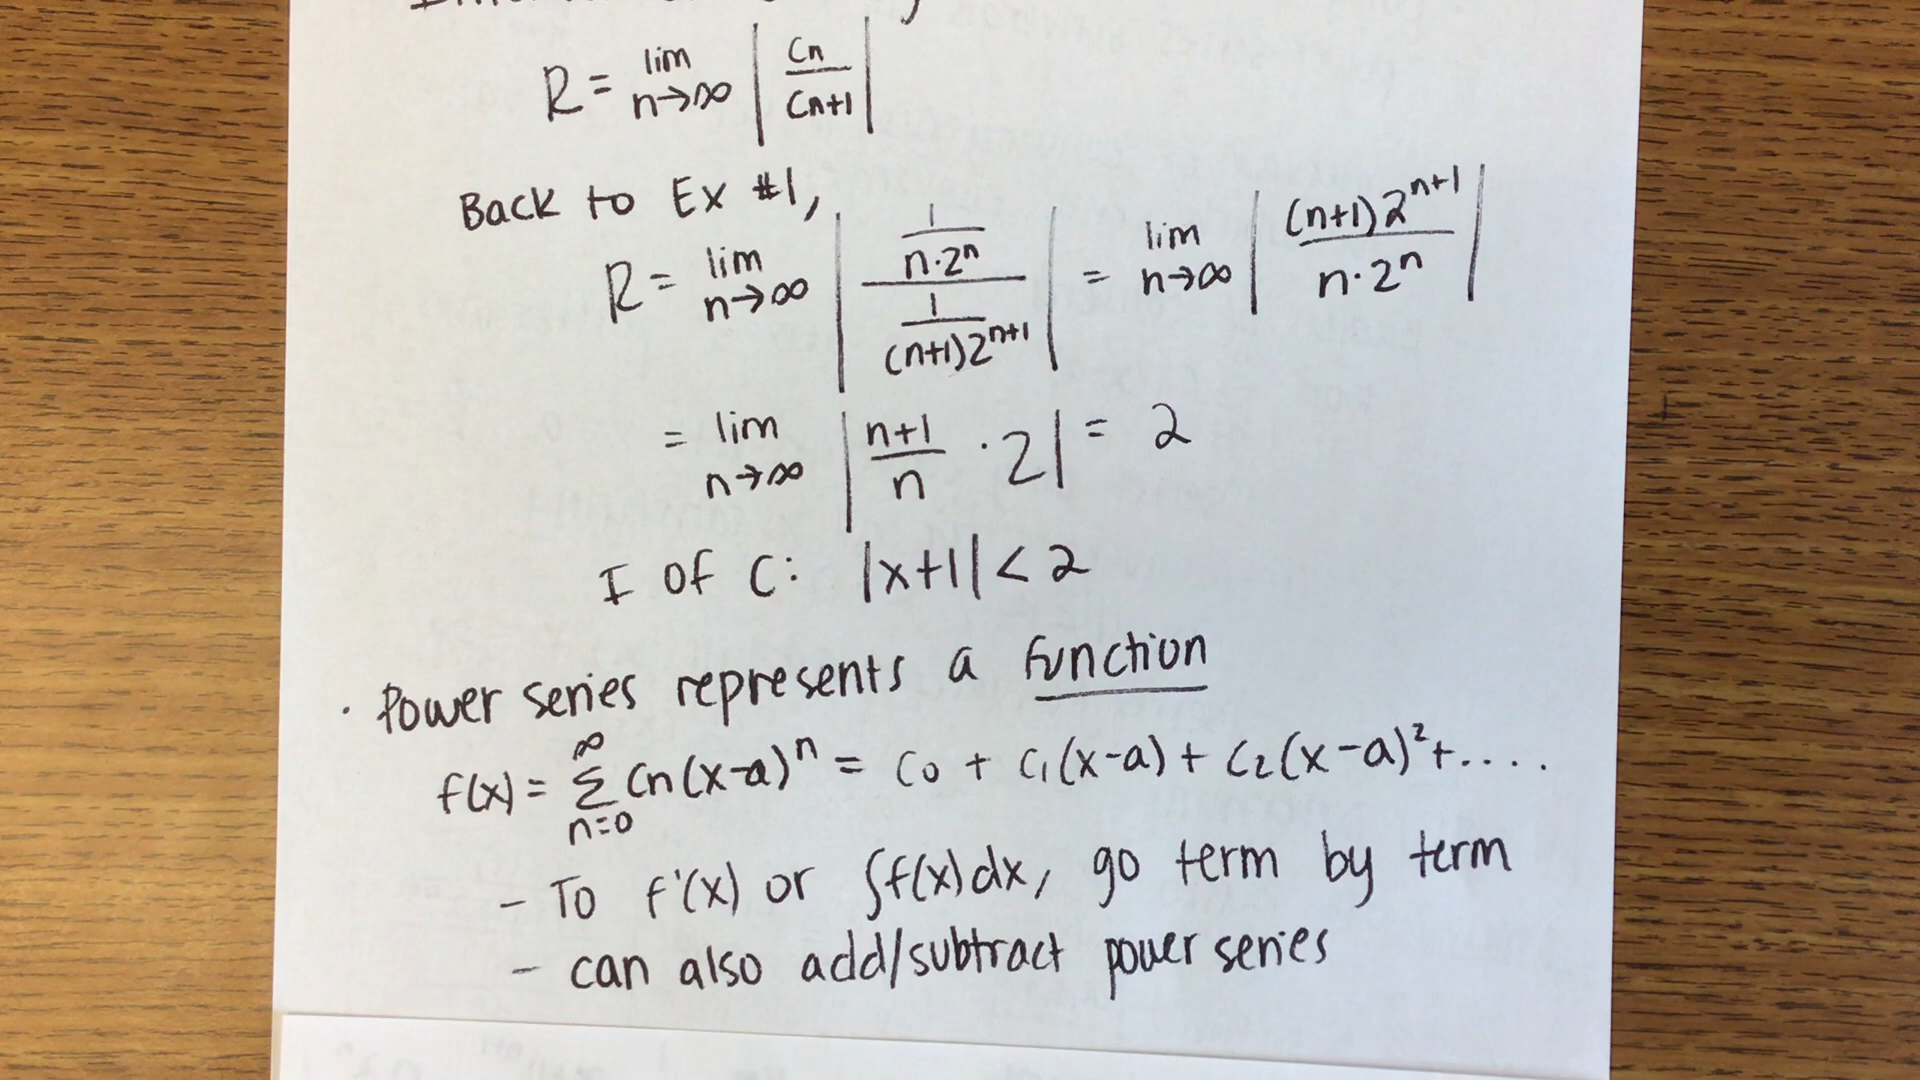 R = lim n→∞ |Cn/Cn+1|
Back to Ex #1,
R = lim n→∞ |(1/(n·2^n))/(1/((n+1)2^(n+1)))| = lim n→∞ |(n+1)2^(n+1)/(n·2^n)|
= lim n→∞ |(n+1)/n · 2| = 2
I of C: |x+1| < 2
· Power series represents a function
f(x) = ∞ Σ n=0 Cn(x-a)^n = C0 + C1(x-a) + C2(x-a)² + ....
- To f'(x) or ∫f(x)dx, go term by term
- can also add/subtract power series